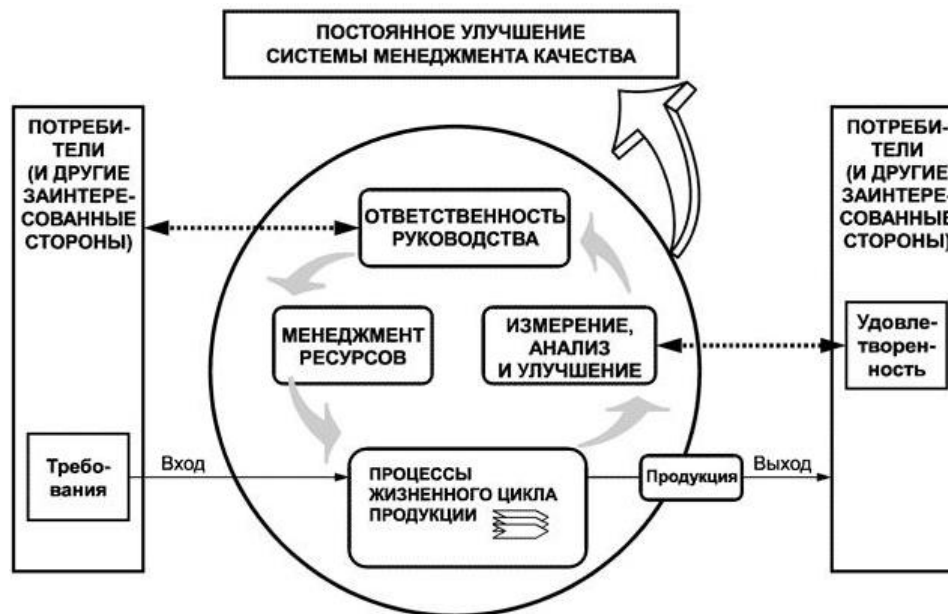 ПОСТОЯННОЕ УЛУЧШЕНИЕ
СИСТЕМЫ МЕНЕДЖМЕНТА КАЧЕСТВА
ПОТРЕБИ-
ТЕЛИ
(И ДРУГИЕ
ЗАИНТЕРЕ-
СОВАННЫЕ
СТОРОНЫ)
ПОТРЕБИ-
ТЕЛИ
(И ДРУГИЕ
ЗАИНТЕРЕ-
СОВАННЫЕ
СТОРОНЫ)
ОТВЕТСТВЕННОСТЬ
РУКОВОДСТВА
МЕНЕДЖМЕНТ
РЕСУРСОВ
ИЗМЕРЕНИЕ,
АНАЛИЗ
И УЛУЧШЕНИЕ
Удовле-
творен-
ность
Требо-
вания
Вход
ПРОЦЕССЫ
ЖИЗНЕННОГО ЦИКЛА
ПРОДУКЦИИ
Продукция
Выход